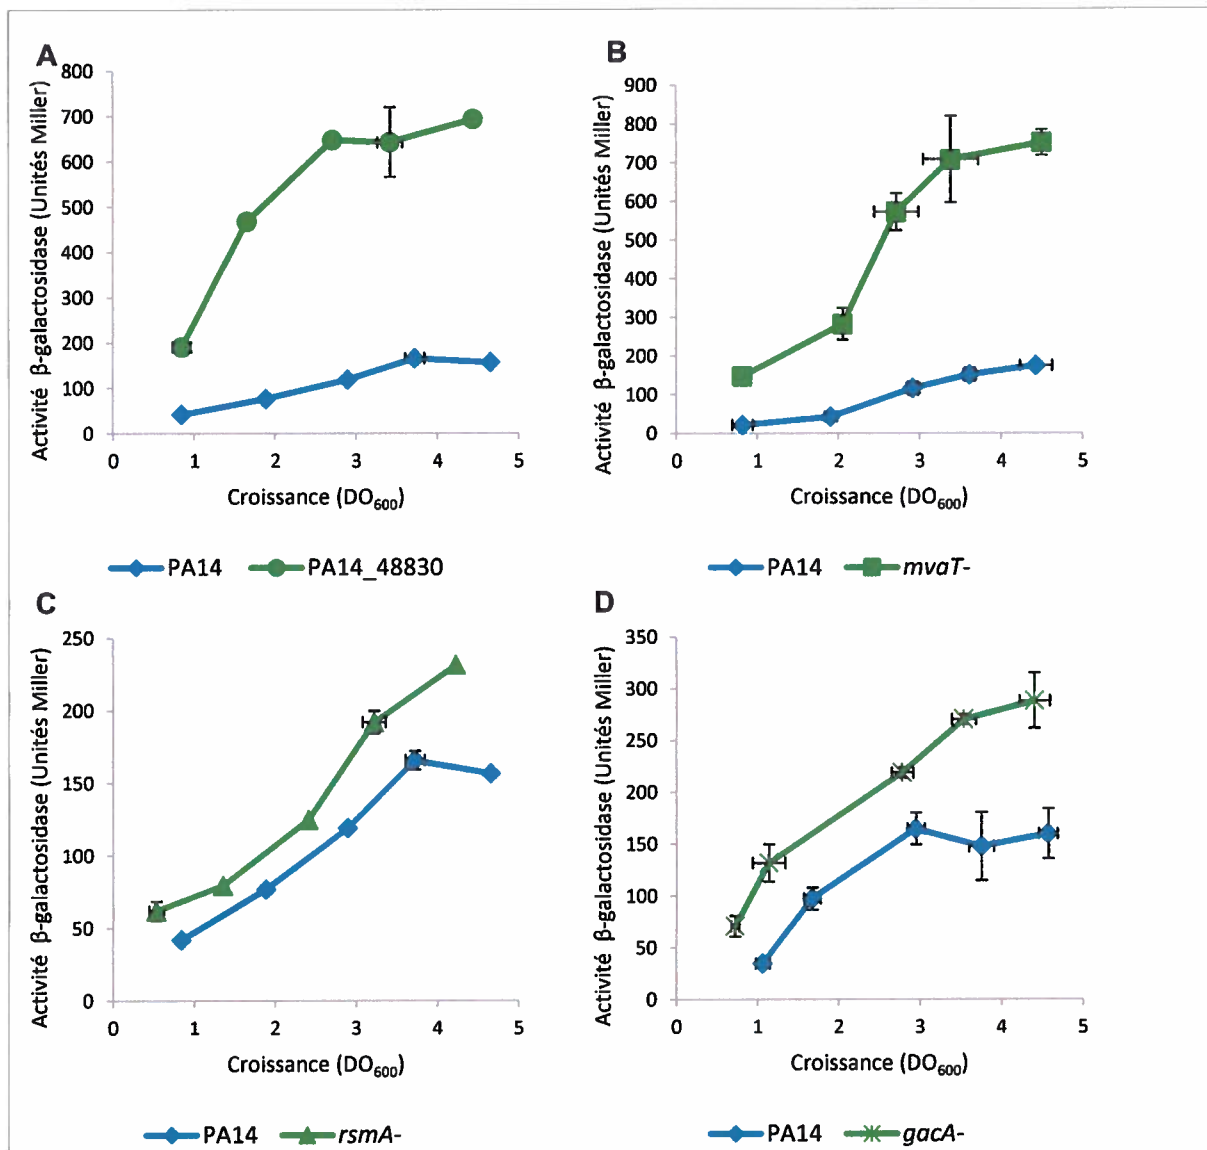 A
Activité β-galactosidase (Unités Miller)
800
700
600
500
400
300
200
100
0
0 1 2 3 4 5
Croissance (DO600)
PA14 PA14_48830
B
Activité β-galactosidase (Unités Miller)
900
800
700
600
500
400
300
200
100
0
0 1 2 3 4 5
Croissance (DO600)
PA14 mvaT-
C
Activité β-galactosidase (Unités Miller)
250
200
150
100
50
0
0 1 2 3 4 5
Croissance (DO600)
PA14 rsmA-
D
Activité β-galactosidase (Unités Miller)
350
300
250
200
150
100
50
0
0 1 2 3 4 5
Croissance (DO600)
PA14 gacA-